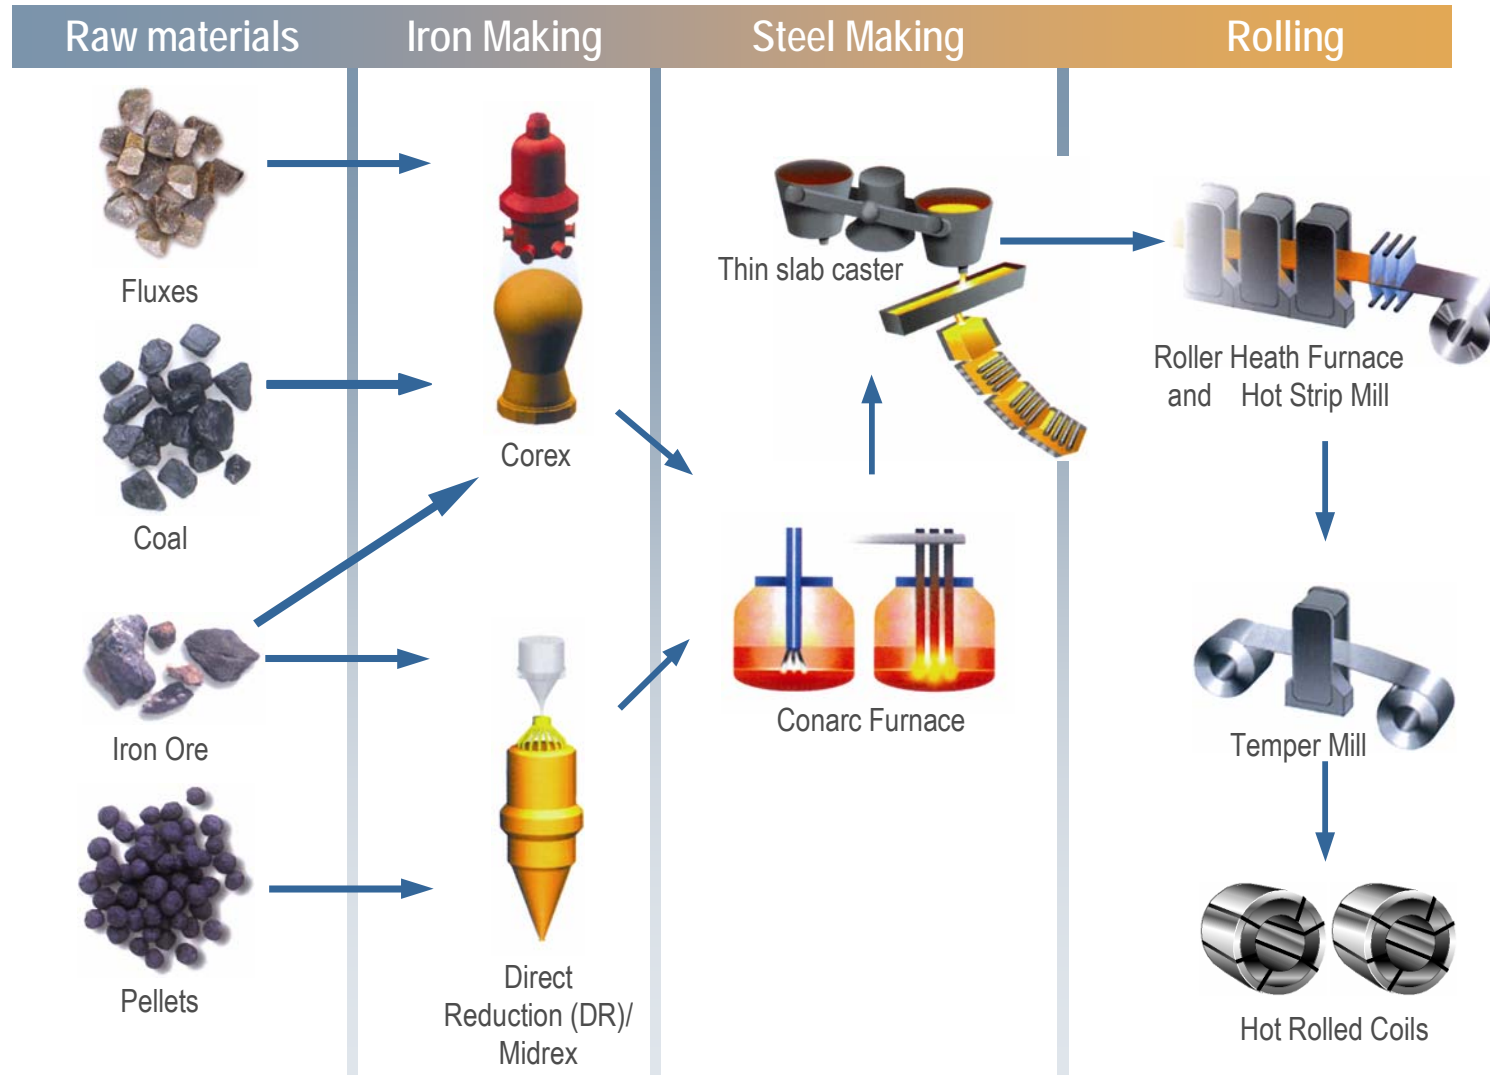 Raw materials
Iron Making
Steel Making
Rolling
Fluxes
Coal
Iron Ore
Pellets
Corex
Direct
Reduction (DR)/
Midrex
Thin slab caster
Conarc Furnace
Roller Heath Furnace
and Hot Strip Mill
Temper Mill
Hot Rolled Coils